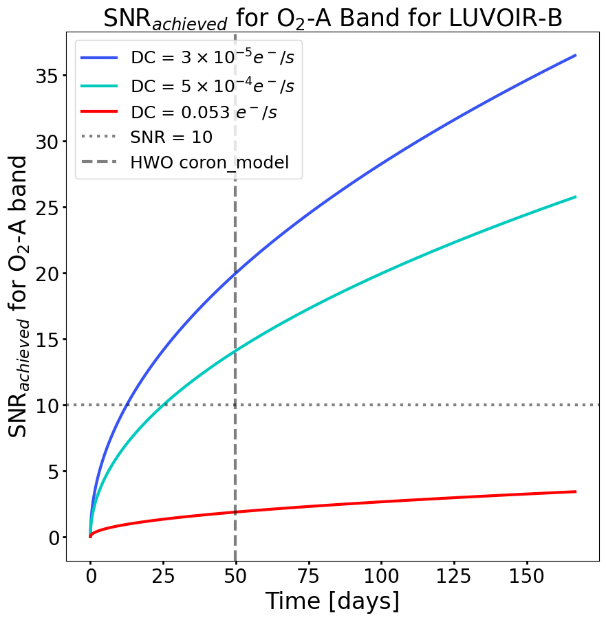 SNR_achieved for O₂-A Band for LUVOIR-B
DC = 3 × 10⁻⁵e⁻/s
DC = 5 × 10⁻⁴e⁻/s
DC = 0.053 e⁻/s
SNR = 10
HWO coron_model
SNR_achieved for O₂-A band
35
30
25
20
15
10
5
0
0 25 50 75 100 125 150
Time [days]